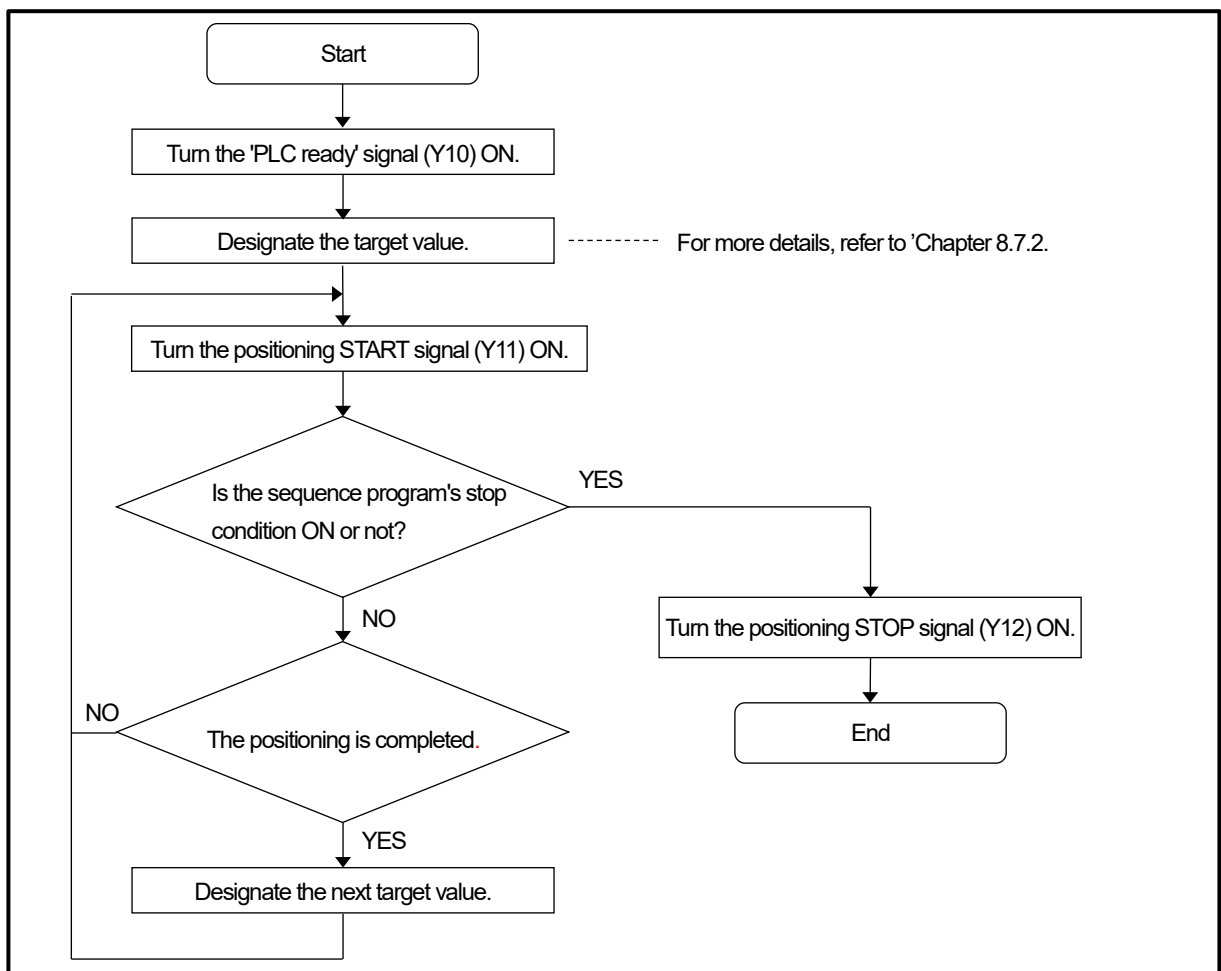 Start
Turn the 'PLC ready' signal (Y10) ON.
Designate the target value.
For more details, refer to ’Chapter 8.7.2.
Turn the positioning START signal (Y11) ON.
Is the sequence program's stop
condition ON or not?
YES
NO
Turn the positioning STOP signal (Y12) ON.
NO
The positioning is completed.
End
YES
Designate the next target value.